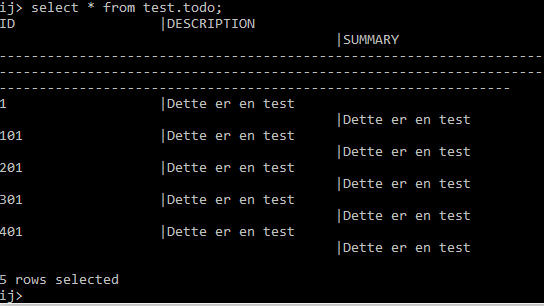 ij> select * from test.todo;
ID |DESCRIPTION
|SUMMARY
--------------------------------------------------------------------
--------------------------------------------------------------------
----------------------------------------------------------------
1 |Dette er en test
|Dette er en test
101 |Dette er en test
|Dette er en test
201 |Dette er en test
|Dette er en test
301 |Dette er en test
|Dette er en test
401 |Dette er en test
|Dette er en test
5 rows selected
ij>